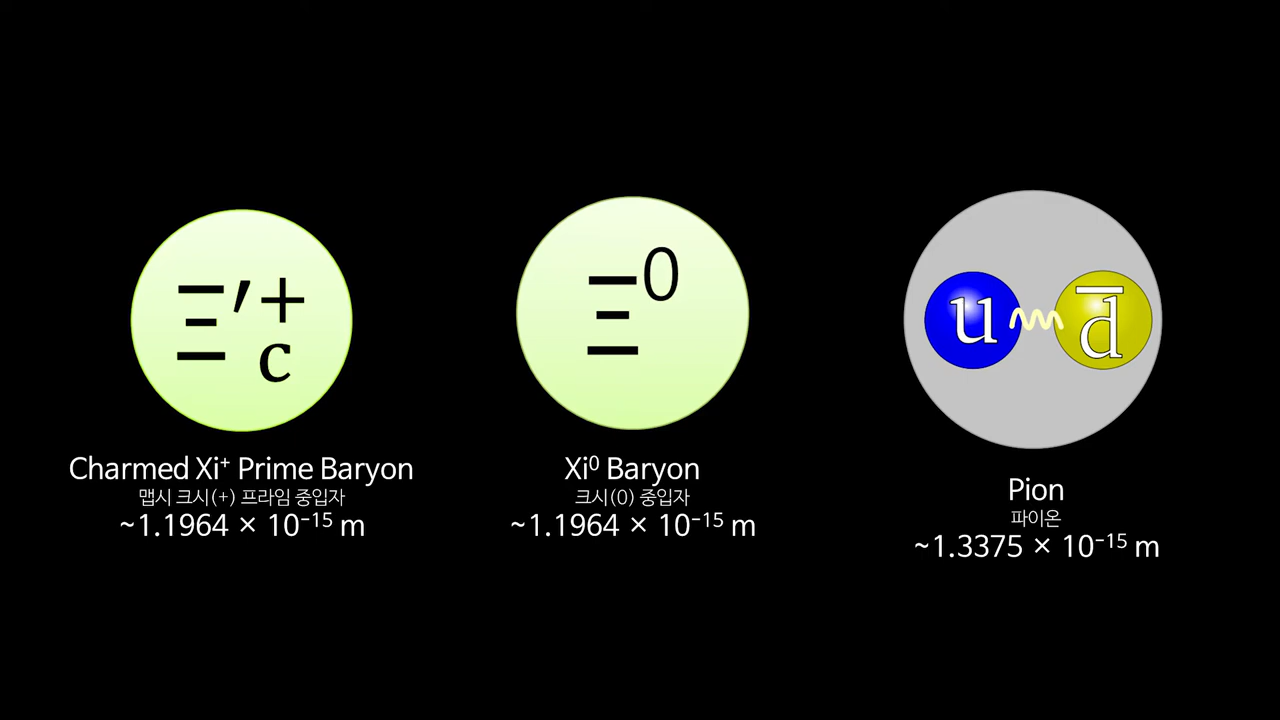 Ξ′+c
Charmed Xi⁺ Prime Baryon
맵시 크시(+) 프라임 중입자
~1.1964 × 10⁻¹⁵ m
Ξ⁰
Xi⁰ Baryon
크시(0) 중입자
~1.1964 × 10⁻¹⁵ m
u d̅
Pion
파이온
~1.3375 × 10⁻¹⁵ m